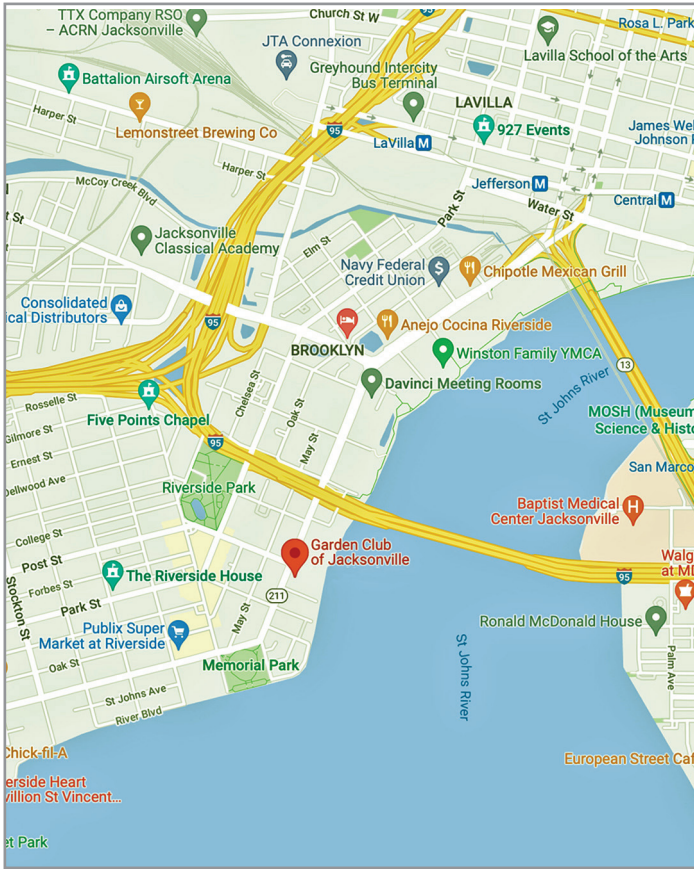 TTX Company RSO
– ACRN Jacksonville
Church St W
95
Rosa L. Park
JTA Connexion
Lavilla School of the Arts
Greyhound Intercity
Bus Terminal
Battalion Airsoft Arena
LAVILLA
Harper St
Lemonstreet Brewing Co
95
927 Events
James Wel
Johnson P
LaVilla M
Harper St
McCoy Creek Blvd
Jefferson M
Park St
Central M
Water St
Jacksonville
Classical Academy
Elm St
Navy Federal
Credit Union
Chipotle Mexican Grill
Consolidated
ical Distributors
95
Anejo Cocina Riverside
BROOKLYN
Winston Family YMCA
13
Davinci Meeting Rooms
St Johns River
Chelsea St
Oak St
May St
Rosselle St
Five Points Chapel
MOSH (Museum
Science & Histo
Gilmore St
95
Ernest St
San Marco
Dellwood Ave
Riverside Park
Baptist Medical
Center Jacksonville
H
College St
Garden Club
of Jacksonville
Post St
Walg
at MD
The Riverside House
95
Forbes St
Stockton St
Park St
211
May St
Ronald McDonald House
Publix Super
Market at Riverside
St Johns River
Oak St
Memorial Park
Palm Ave
St Johns Ave
River Blvd
Chick-fil-A
European Street Caf
erside Heart
villion St Vincent...
et Park